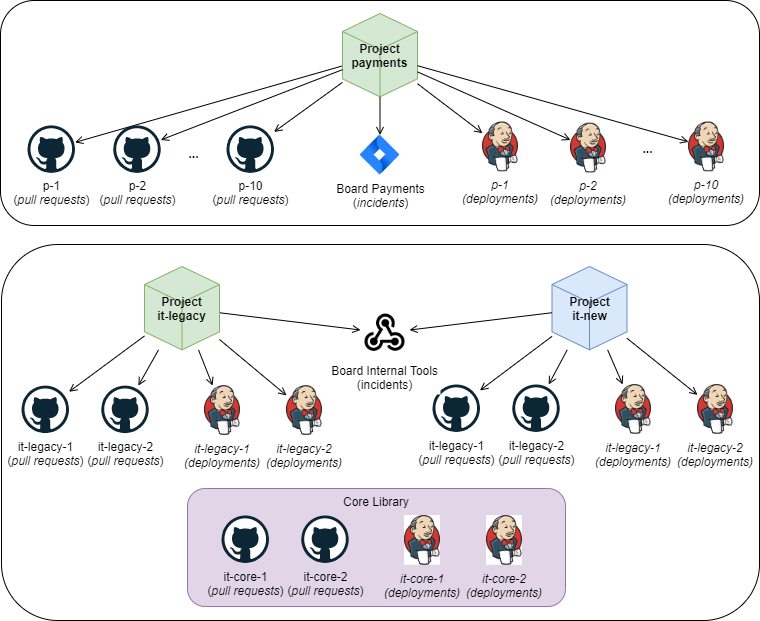 Project
payments
...
...
p-1
(pull requests)
p-2
(pull requests)
p-10
(pull requests)
Board Payments
(incidents)
p-1
(deployments)
p-2
(deployments)
p-10
(deployments)
Project
it-legacy
Project
it-new
Board Internal Tools
(incidents)
it-legacy-1
(pull requests)
it-legacy-2
(pull requests)
it-legacy-1
(deployments)
it-legacy-2
(deployments)
it-legacy-1
(pull requests)
it-legacy-2
(pull requests)
it-legacy-1
(deployments)
it-legacy-2
(deployments)
Core Library
it-core-1
(pull requests)
it-core-2
(pull requests)
it-core-1
(deployments)
it-core-2
(deployments)